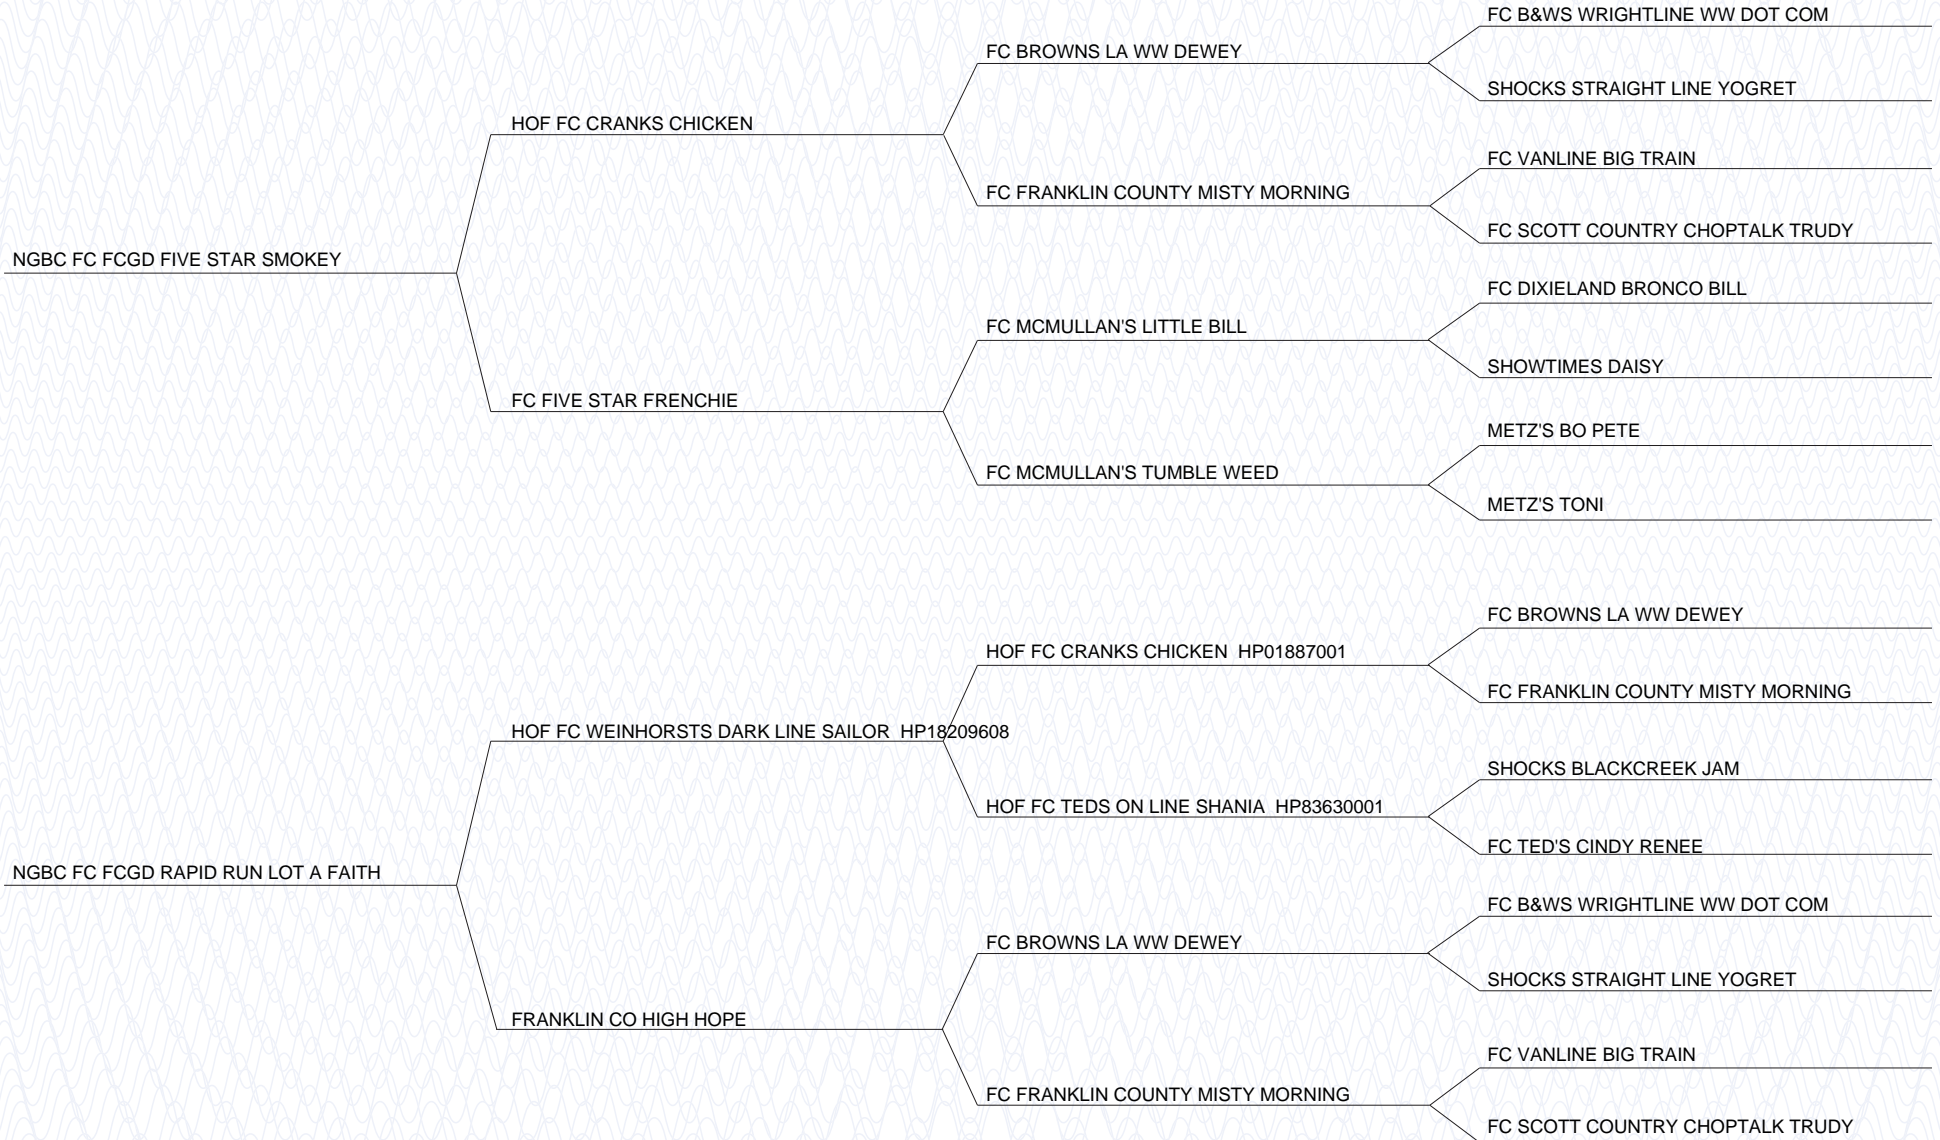 FC B&WS WRIGHTLINE WW DOT COM
FC BROWNS LA WW DEWEY
SHOCKS STRAIGHT LINE YOGRET
HOF FC CRANKS CHICKEN
FC VANLINE BIG TRAIN
FC FRANKLIN COUNTY MISTY MORNING
FC SCOTT COUNTRY CHOPTALK TRUDY
NGBC FC FCGD FIVE STAR SMOKEY
FC DIXIELAND BRONCO BILL
FC MCMULLAN'S LITTLE BILL
SHOWTIMES DAISY
FC FIVE STAR FRENCHIE
METZ'S BO PETE
FC MCMULLAN'S TUMBLE WEED
METZ'S TONI
FC BROWNS LA WW DEWEY
HOF FC CRANKS CHICKEN HP01887001
FC FRANKLIN COUNTY MISTY MORNING
HOF FC WEINHORSTS DARK LINE SAILOR HP18209608
SHOCKS BLACKCREEK JAM
HOF FC TEDS ON LINE SHANIA HP83630001
FC TED'S CINDY RENEE
NGBC FC FCGD RAPID RUN LOT A FAITH
FC B&WS WRIGHTLINE WW DOT COM
FC BROWNS LA WW DEWEY
SHOCKS STRAIGHT LINE YOGRET
FRANKLIN CO HIGH HOPE
FC VANLINE BIG TRAIN
FC FRANKLIN COUNTY MISTY MORNING
FC SCOTT COUNTRY CHOPTALK TRUDY